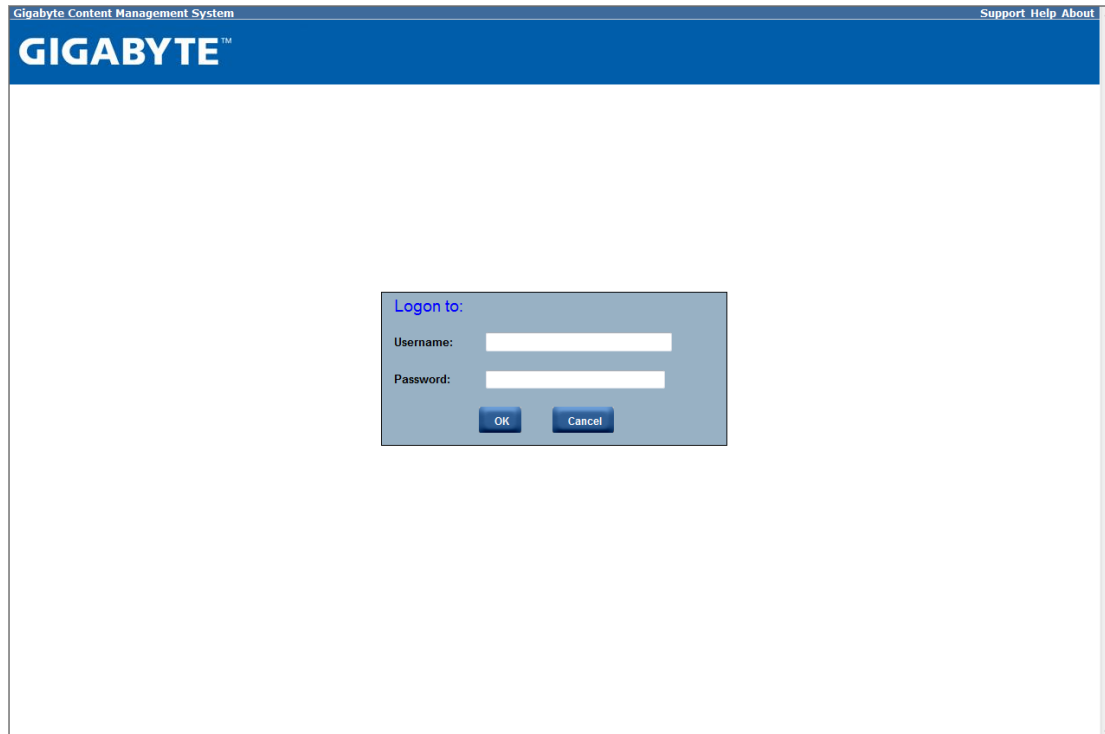 Gigabyte Content Management System
Support Help About
GIGABYTE™
Logon to:
Username:
Password:
OK Cancel